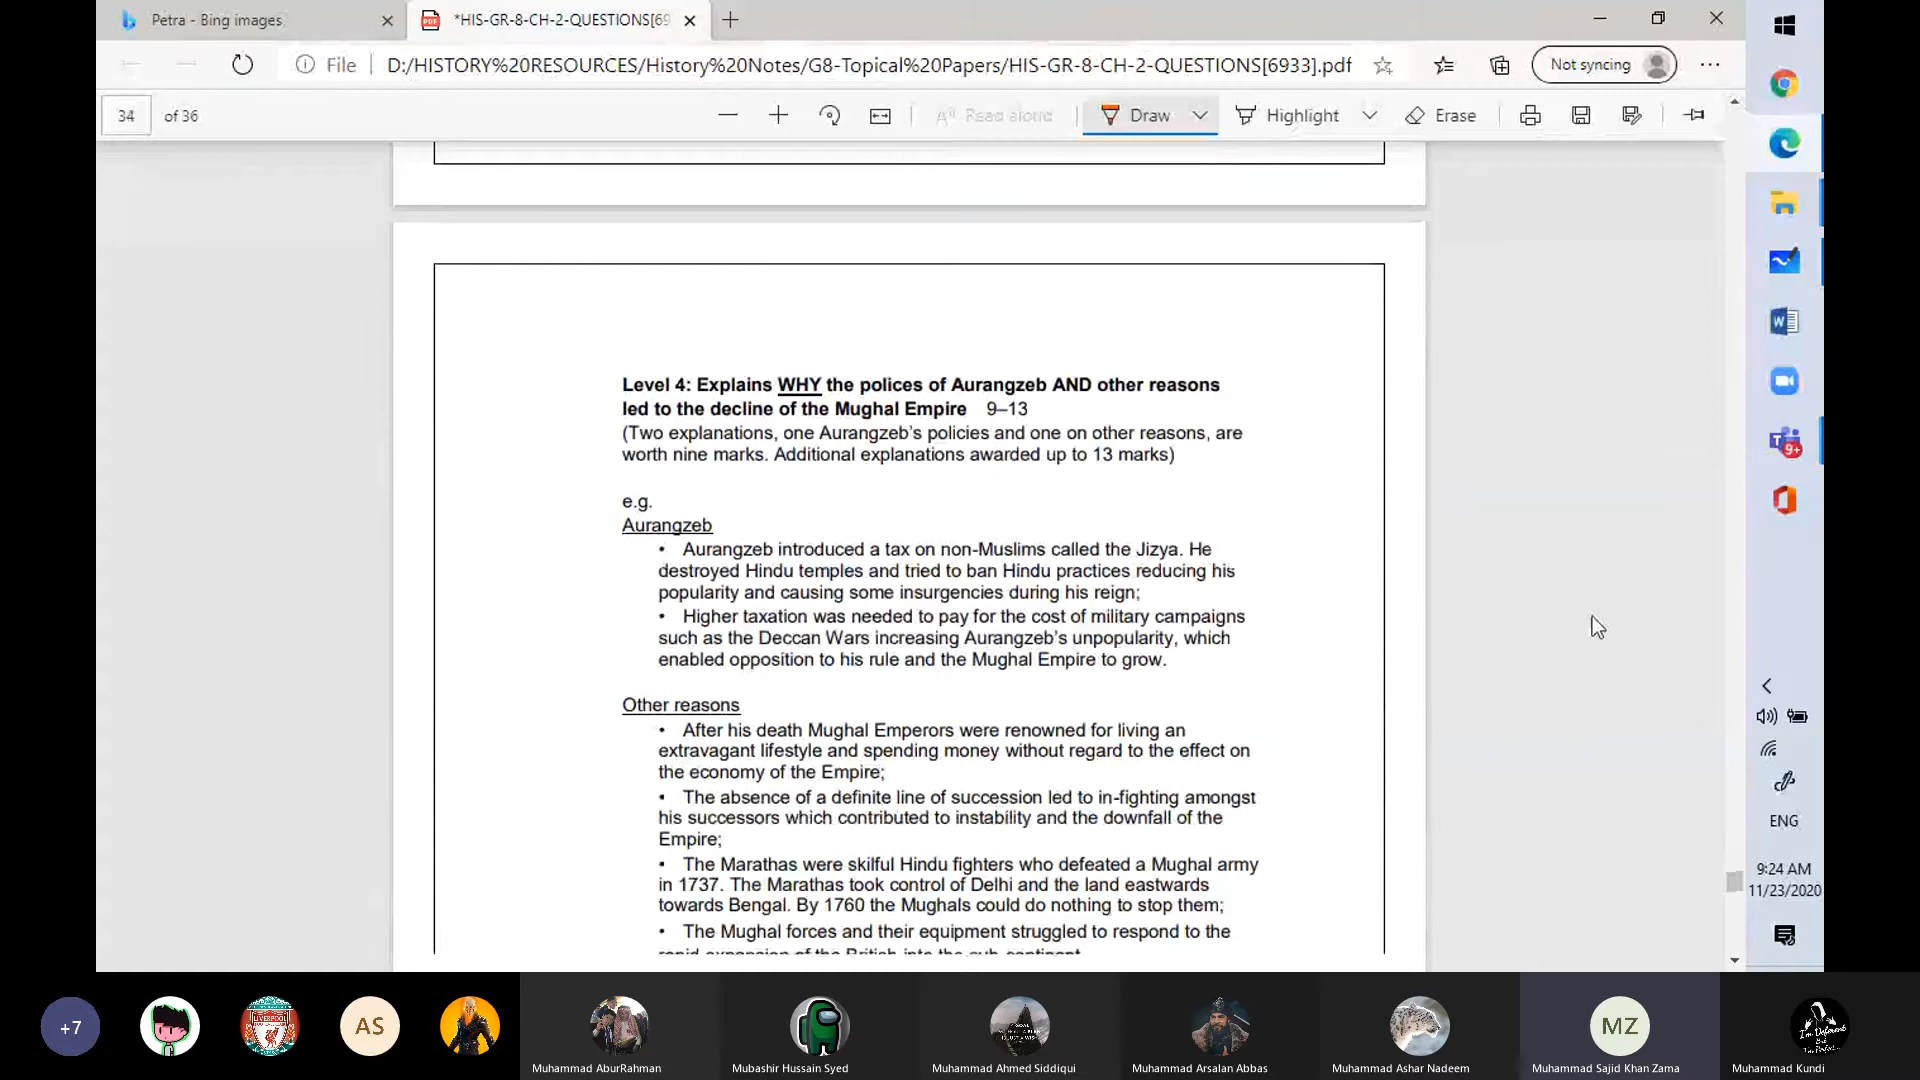 Petra - Bing images
*HIS-GR-8-CH-2-QUESTIONS[69
File D:/HISTORY%20RESOURCES/History%20Notes/G8-Topical%20Papers/HIS-GR-8-CH-2-QUESTIONS[6933].pdf
Not syncing
34 of 36
Read aloud
Draw
Highlight
Erase
Level 4: Explains WHY the polices of Aurangzeb AND other reasons
led to the decline of the Mughal Empire 9–13
(Two explanations, one Aurangzeb's policies and one on other reasons, are
worth nine marks. Additional explanations awarded up to 13 marks)
e.g.
Aurangzeb
• Aurangzeb introduced a tax on non-Muslims called the Jizya. He
destroyed Hindu temples and tried to ban Hindu practices reducing his
popularity and causing some insurgencies during his reign;
• Higher taxation was needed to pay for the cost of military campaigns
such as the Deccan Wars increasing Aurangzeb's unpopularity, which
enabled opposition to his rule and the Mughal Empire to grow.
Other reasons
• After his death Mughal Emperors were renowned for living an
extravagant lifestyle and spending money without regard to the effect on
the economy of the Empire;
• The absence of a definite line of succession led to in-fighting amongst
his successors which contributed to instability and the downfall of the
Empire;
• The Marathas were skilful Hindu fighters who defeated a Mughal army
in 1737. The Marathas took control of Delhi and the land eastwards
towards Bengal. By 1760 the Mughals could do nothing to stop them;
• The Mughal forces and their equipment struggled to respond to the
rapid expansion of the British into the sub-continent
9+
ENG
9:24 AM
11/23/2020
+7
LIVERPOOL
AS
MZ
Muhammad AburRahman
Mubashir Hussain Syed
Muhammad Ahmed Siddiqui
Muhammad Arsalan Abbas
Muhammad Ashar Nadeem
Muhammad Sajid Khan Zama
Muhammad Kundi